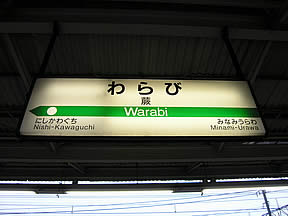 わらび
蕨
Warabi
にしかわぐち
Nishi-Kawaguchi
みなみうらわ
Minami-Urawa